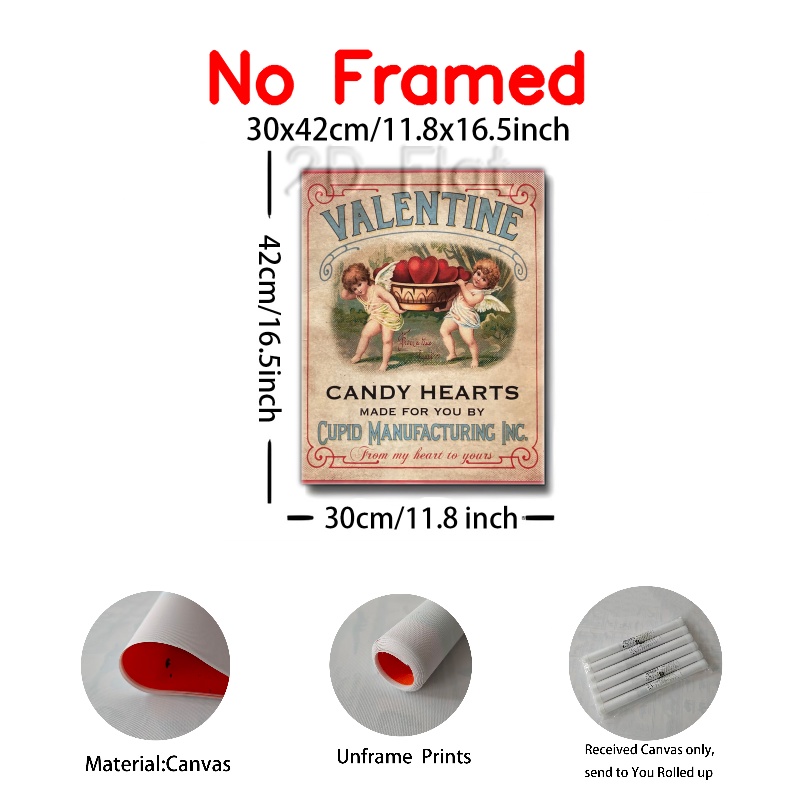 No Framed
30x42cm/11.8x16.5inch
2D Flat
42cm/16.5inch
VALENTINE
CANDY HEARTS
MADE FOR YOU BY
CUPID MANUFACTURING INC.
From my heart to yours
30cm/11.8 inch
Material:Canvas
Unframe Prints
Received Canvas only,
send to You Rolled up